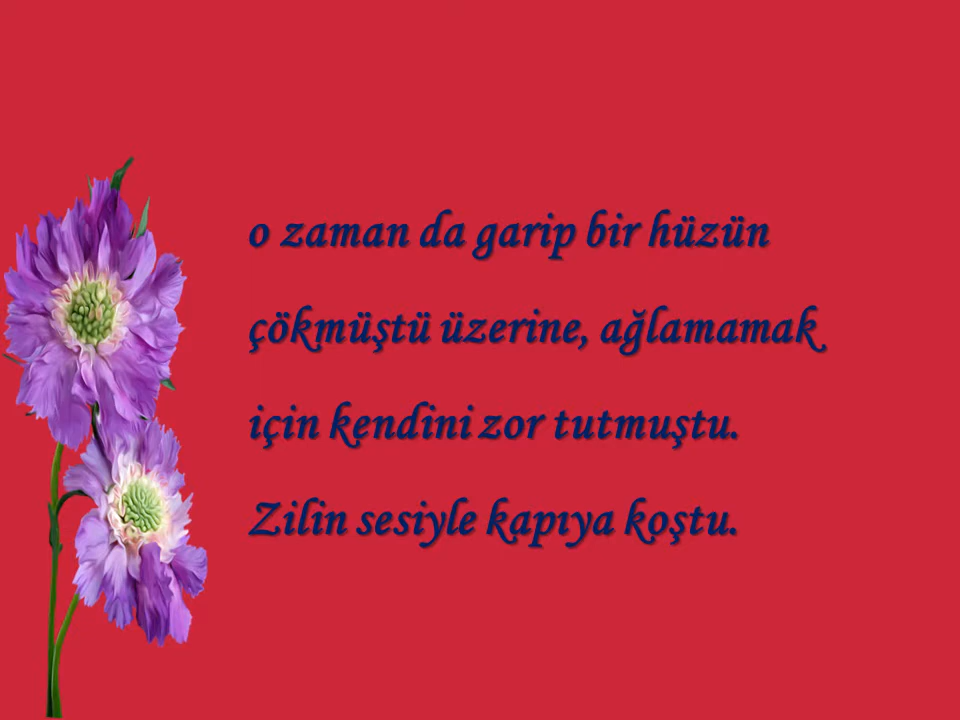 o zaman da garip bir hüzün
çökmüştü üzerine, ağlamamak
için kendini zor tutmuştu.
Zilin sesiyle kapıya koştu.